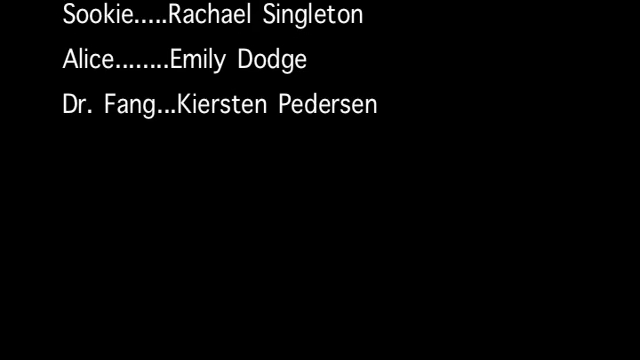 Sookie.....Rachael Singleton
Alice........Emily Dodge
Dr. Fang...Kiersten Pedersen